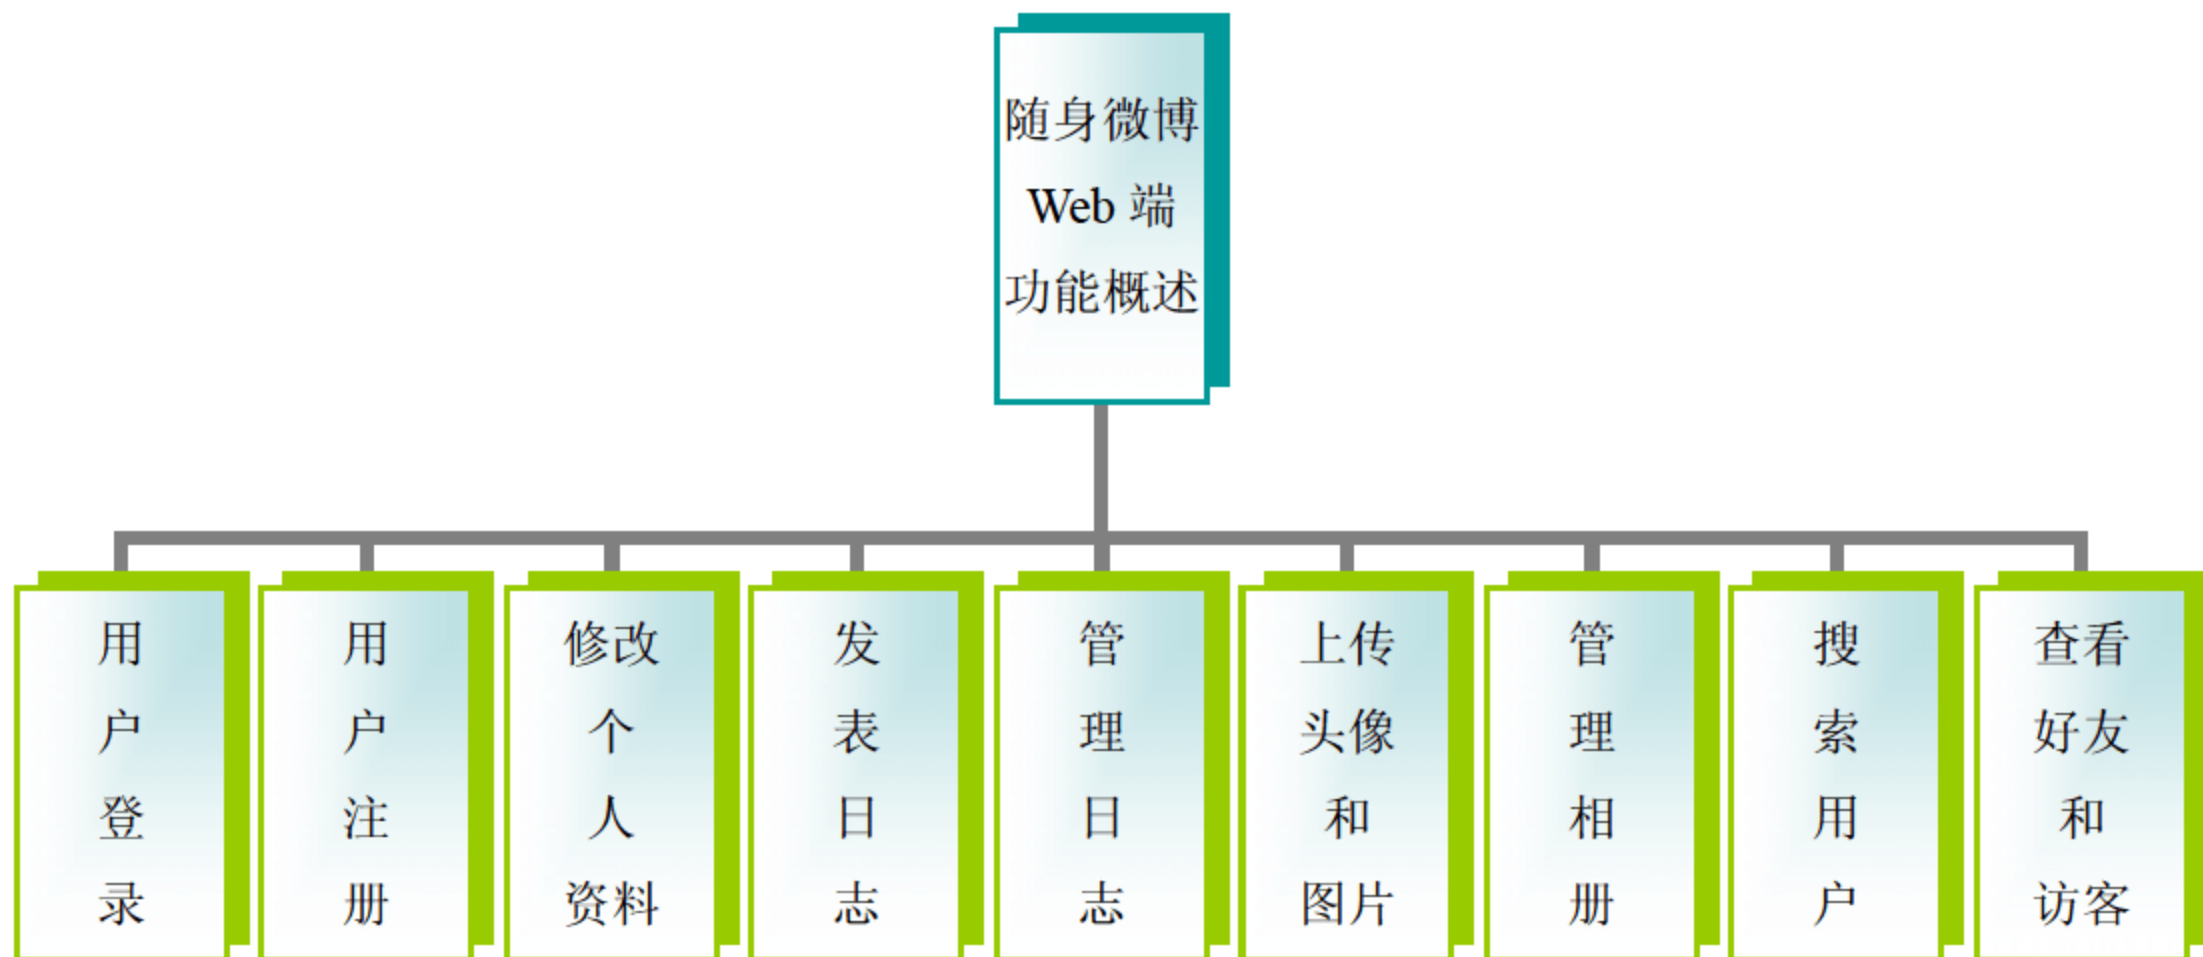 随身微博
Web 端
功能概述
用
户
登
录
用
户
注
册
修改
个
人
资料
发
表
日
志
管
理
日
志
上传
头像
和
图片
管
理
相
册
搜
索
用
户
查看
好友
和
访客